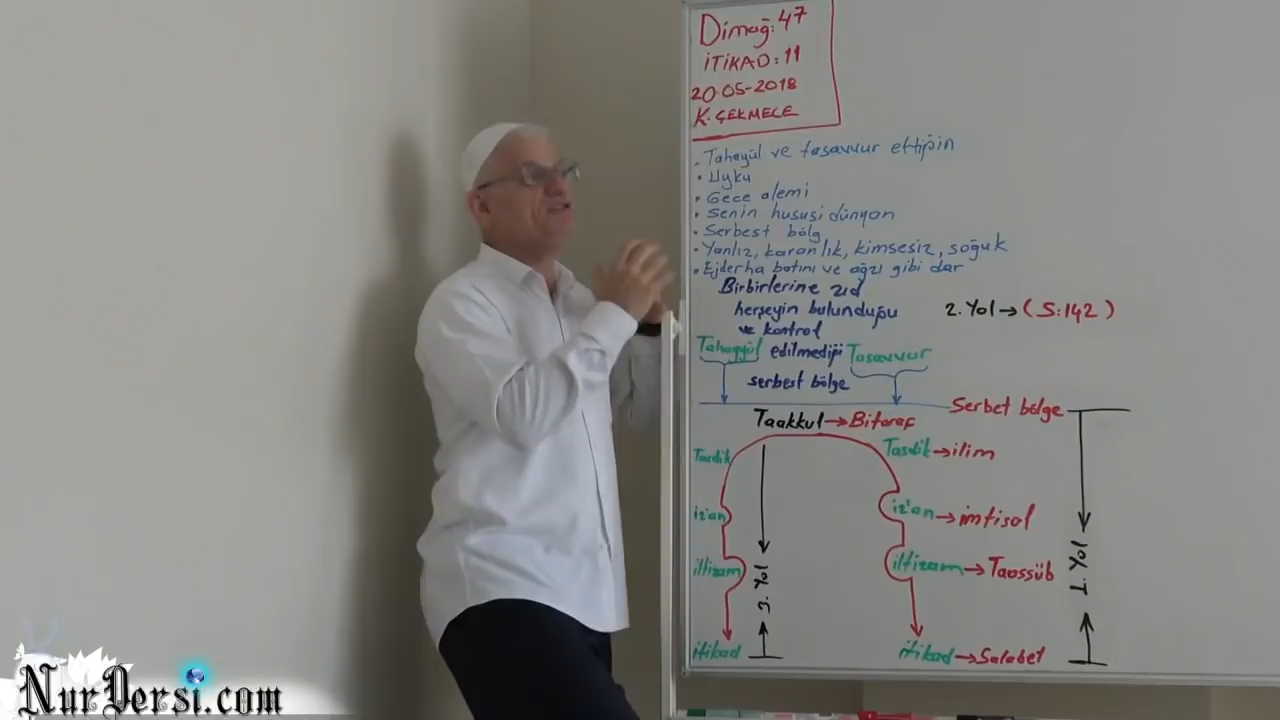 Dimağ: 47
İTİKAD: 11
20-05-2018
K. ÇEKMECE
• Tahayül ve tasavvur ettiğin
• Uyku
• Gece alemi
• Senin hususi dünyan
• Serbest bölg
• Yanlız, karanlık, kimsesiz, soğuk
• Ejderha batını ve ağzı gibi dar
Birbirlerine zıd
herşeyin bulunduğu
ve kontrol
edilmediği
serbest bölge
2. Yol → (S:142)
Tahayyül
Tasavvur
Serbet bölge
Taakkul → Bitaraf
Tasdik
Tasdik → ilim
iz'an
iz'an → imtisal
iltizam
iltizam → Taassüb
itikad
itikad → Salabet
3. Yol
1. Yol
NurDersi.com